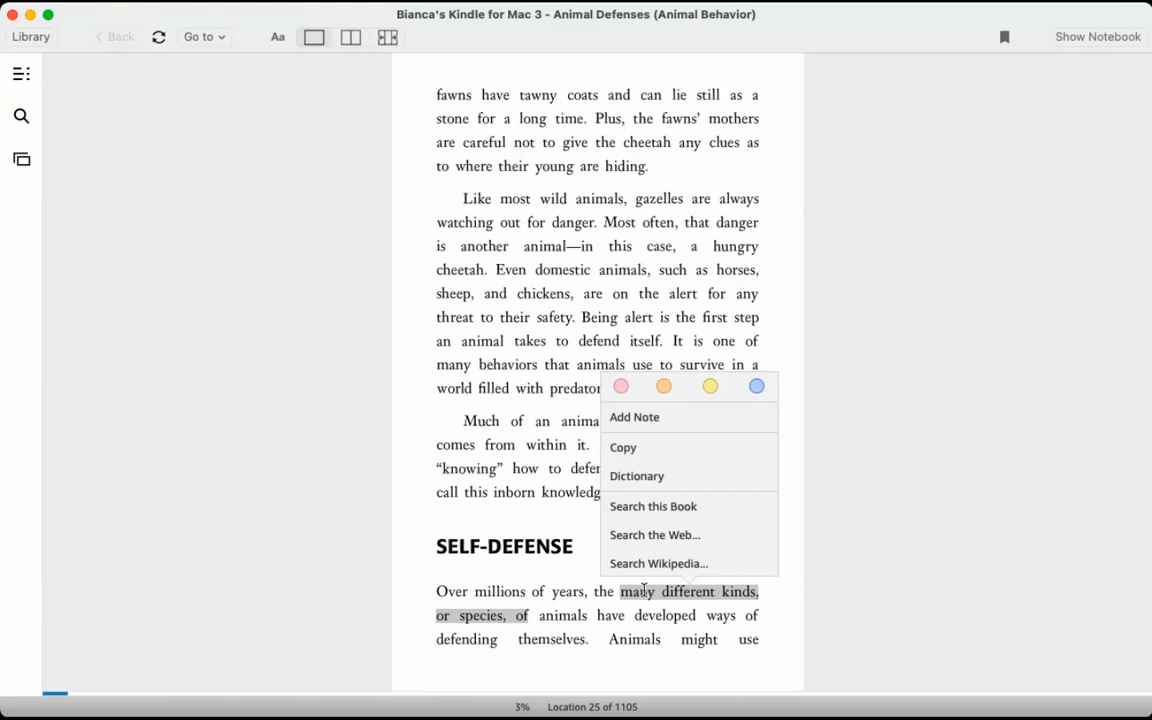 Bianca's Kindle for Mac 3 - Animal Defenses (Animal Behavior)
Library
Back
Go to
Aa
Show Notebook
fawns have tawny coats and can lie still as a
stone for a long time. Plus, the fawns’ mothers
are careful not to give the cheetah any clues as
to where their young are hiding.
Like most wild animals, gazelles are always
watching out for danger. Most often, that danger
is another animal—in this case, a hungry
cheetah. Even domestic animals, such as horses,
sheep, and chickens, are on the alert for any
threat to their safety. Being alert is the first step
an animal takes to defend itself. It is one of
many behaviors that animals use to survive in a
world filled with predator
Much of an anima
comes from within it.
“knowing” how to defen
call this inborn knowledg
Add Note
Copy
Dictionary
Search this Book
Search the Web...
Search Wikipedia...
SELF-DEFENSE
Over millions of years, the many different kinds,
or species, of animals have developed ways of
defending themselves. Animals might use
3%
Location 25 of 1105